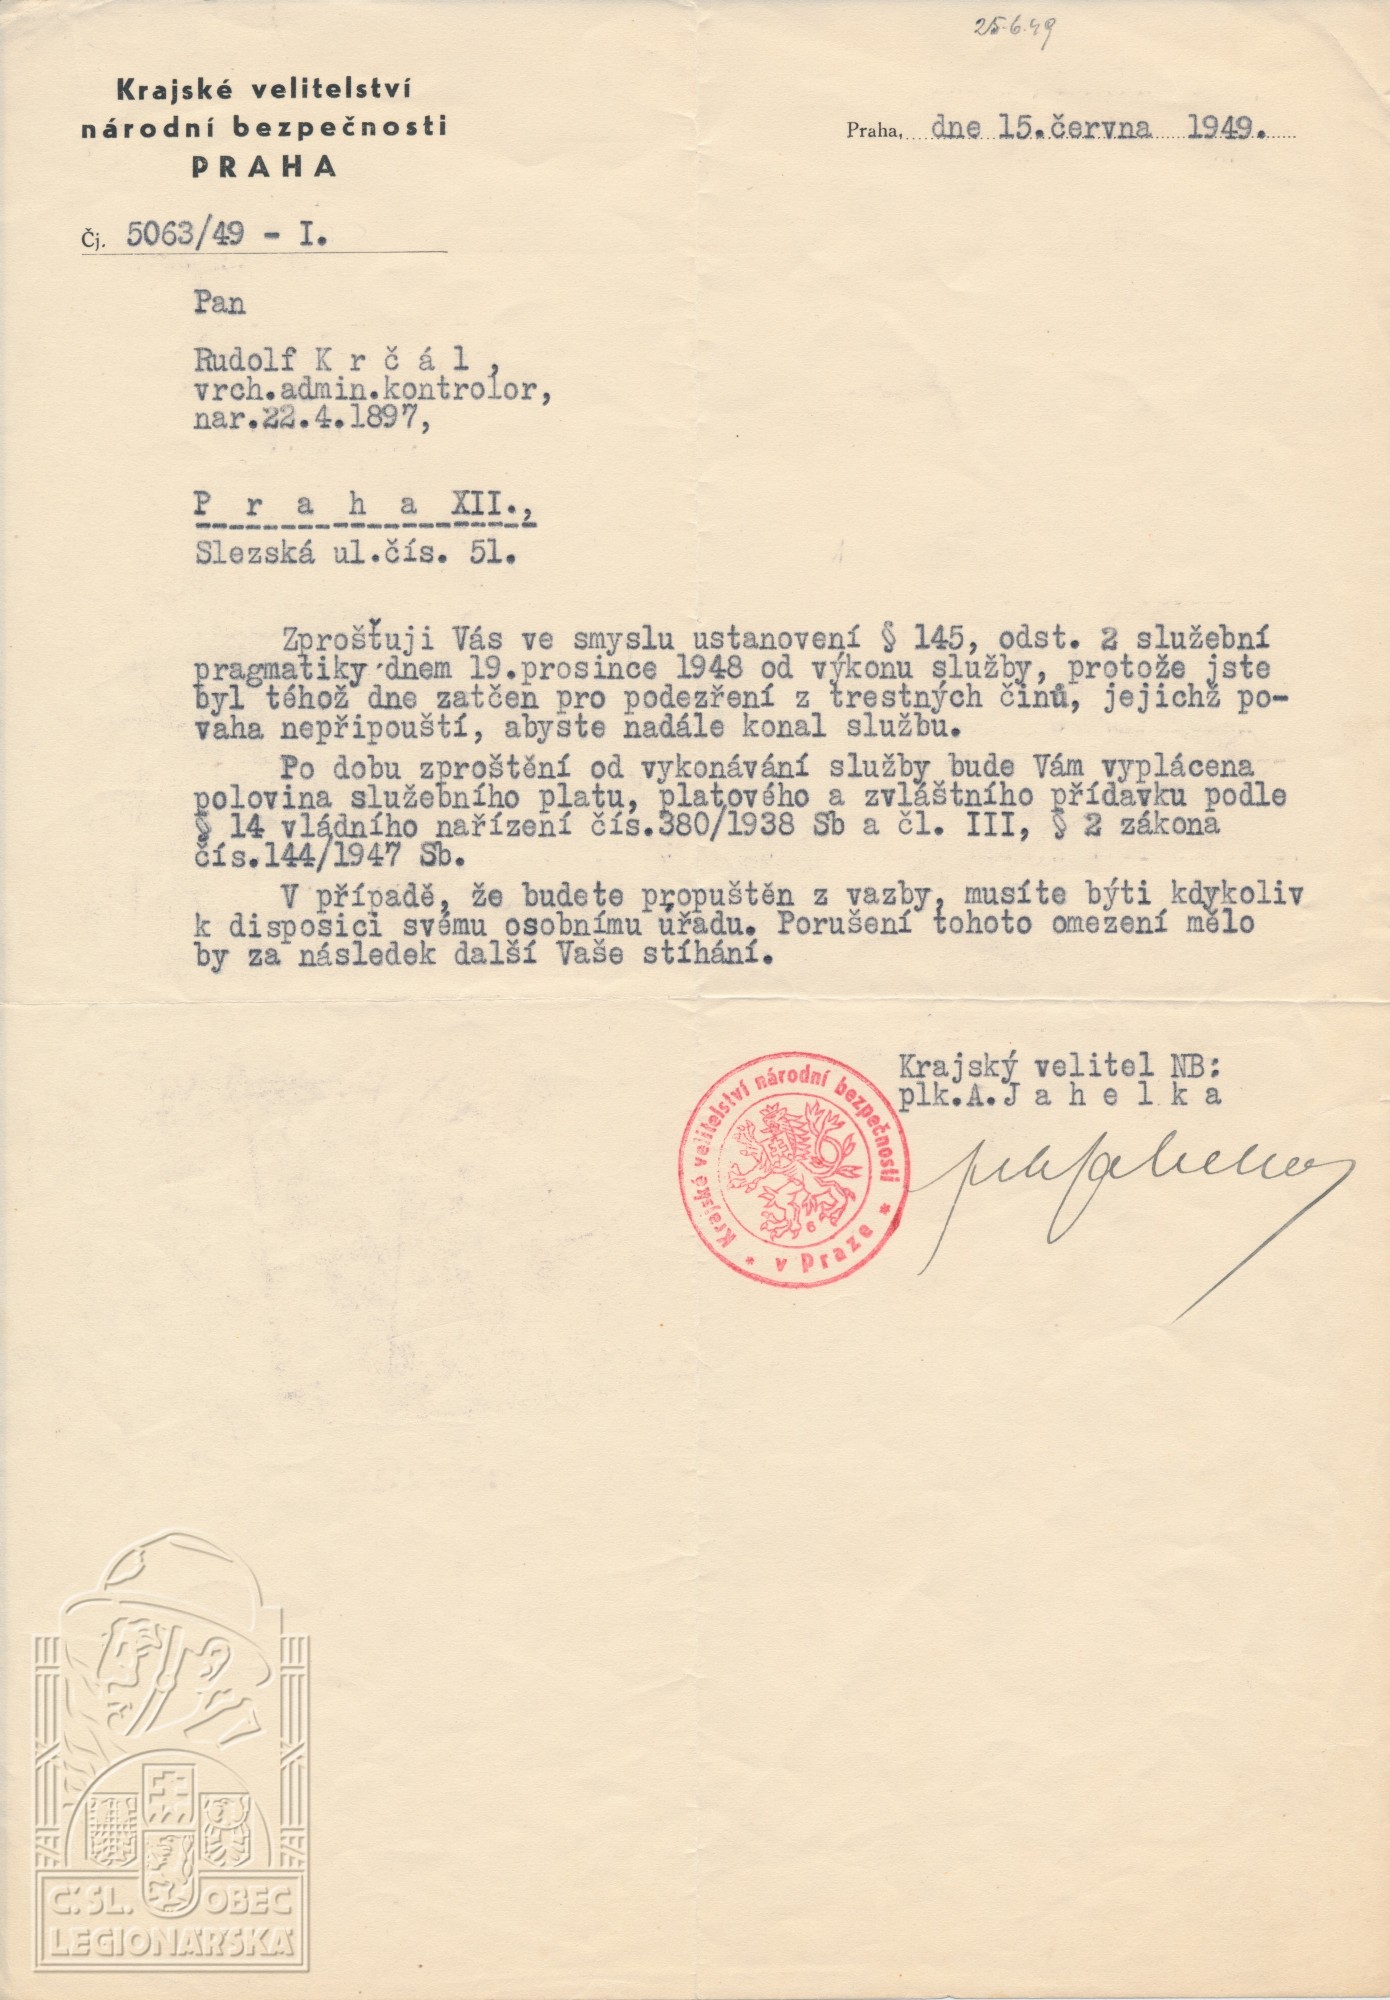 25.6.49
Krajské velitelství
národní bezpečnosti
PRAHA
Praha, dne 15.června 1949.
Čj. 5063/49 - I.
Pan
Rudolf K r č á l ,
vrch.admin.kontrolor,
nar.22.4.1897,
P r a h a XII.,
Slezská ul.čís. 51.
Zprošťuji Vás ve smyslu ustanovení § 145, odst. 2 služební
pragmatiky dnem 19.prosince 1948 od výkonu služby, protože jste
byl téhož dne zatčen pro podezření z trestných činů, jejichž po-
vaha nepřipouští, abyste nadále konal službu.
Po dobu zproštění od vykonávání služby bude Vám vyplácena
polovina služebního platu, platového a zvláštního přídavku podle
§ 14 vládního nařízení čís.380/1938 Sb a čl. III, § 2 zákona
čís.144/1947 Sb.
V případě, že budete propuštěn z vazby, musíte býti kdykoliv
k disposici svému osobnímu úřadu. Porušení tohoto omezení mělo
by za následek další Vaše stíhání.
Krajský velitel NB:
plk.A.J a h e l k a
Krajské velitelství národní bezpečnosti
* v Praze *
6
Č.SL. OBEC
LEGIONÁŘSKÁ